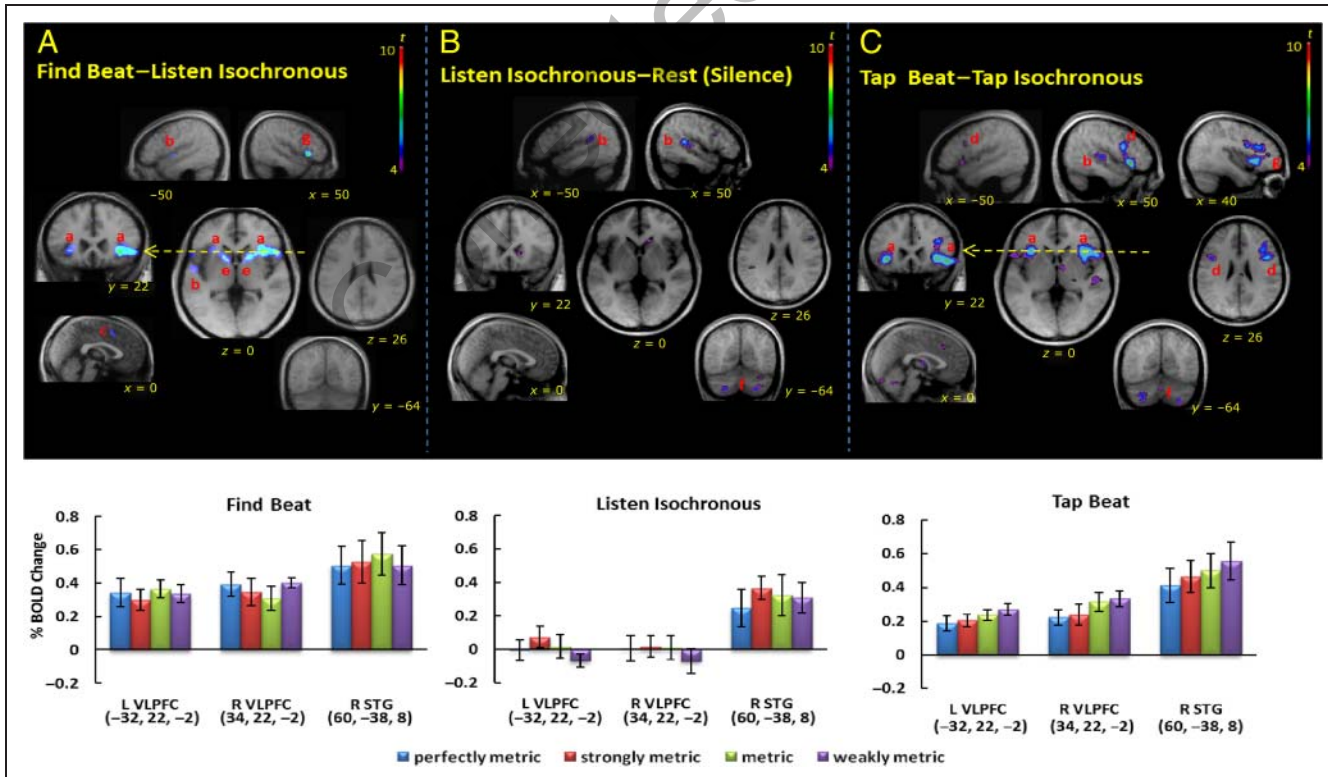 A
Find Beat–Listen Isochronous
t
10
4
b
g
−50
x = 50
a
a
a
a
e
e
b
y = 22
z = 0
z = 26
c
x = 0
y = −64
B
Listen Isochronous–Rest (Silence)
t
10
4
b
b
x = −50
x = 50
y = 22
z = 0
z = 26
x = 0
f
y = −64
C
Tap Beat–Tap Isochronous
t
10
4
d
b
d
g
x = −50
x = 50
x = 40
a
a
a
a
d
d
y = 22
z = 0
z = 26
x = 0
f
y = −64
Find Beat
% BOLD Change
0.8
0.6
0.4
0.2
0
−0.2
L VLPFC
(−32, 22, −2)
R VLPFC
(34, 22, −2)
R STG
(60, −38, 8)
Listen Isochronous
0.8
0.6
0.4
0.2
0
−0.2
L VLPFC
(−32, 22, −2)
R VLPFC
(34, 22, −2)
R STG
(60, −38, 8)
Tap Beat
0.8
0.6
0.4
0.2
0
−0.2
L VLPFC
(−32, 22, −2)
R VLPFC
(34, 22, −2)
R STG
(60, −38, 8)
perfectly metric strongly metric metric weakly metric